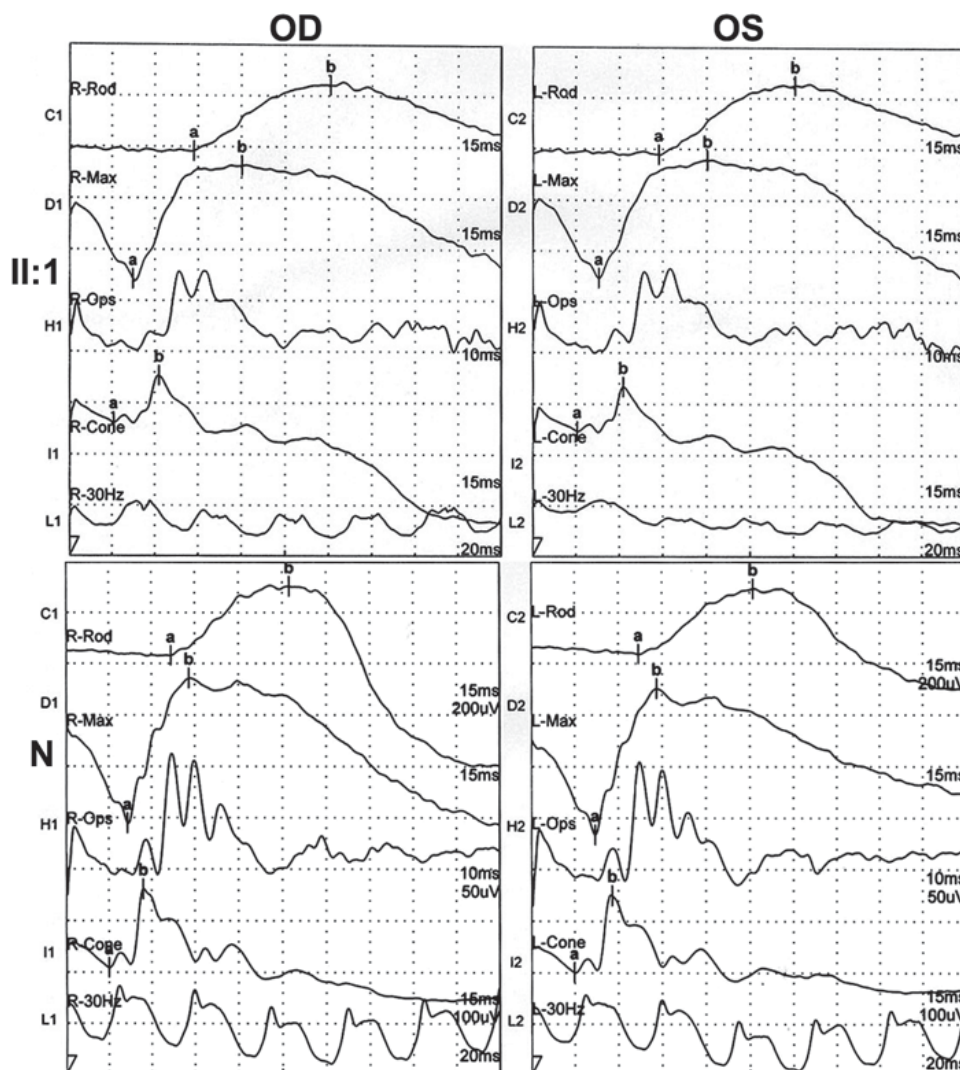 OD OS
II:1
N
C1 R-Rod a b 15ms
D1 R-Max a b 15ms
H1 R-Ops 10ms
I1 R-Cone a b 15ms
L1 R-30Hz 20ms
C2 L-Rod a b 15ms
D2 L-Max a b 15ms
H2 L-Ops 10ms
I2 L-Cone a b 15ms
L2 L-30Hz 20ms
C1 R-Rod a b 15ms 200uV
D1 R-Max a b 15ms
H1 R-Ops 10ms 50uV
I1 R-Cone a b 15ms 100uV
L1 R-30Hz 20ms
C2 L-Rod a b 15ms 200uV
D2 L-Max a b 15ms
H2 L-Ops 10ms 50uV
I2 L-Cone a b 15ms 100uV
L2 L-30Hz 20ms